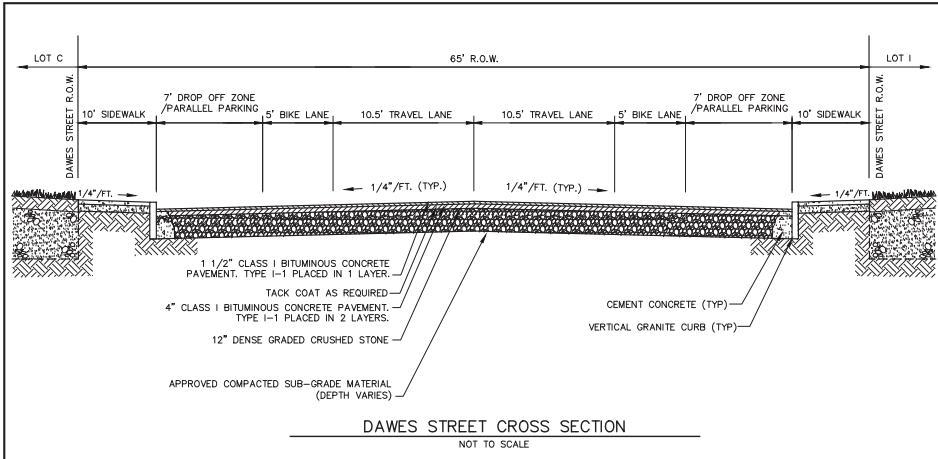 LOT C
65' R.O.W.
LOT I
DAWES STREET R.O.W.
DAWES STREET R.O.W.
10' SIDEWALK
7' DROP OFF ZONE
/PARALLEL PARKING
5' BIKE LANE
10.5' TRAVEL LANE
10.5' TRAVEL LANE
5' BIKE LANE
7' DROP OFF ZONE
/PARALLEL PARKING
10' SIDEWALK
1/4"/FT.
1/4"/FT. (TYP.)
1/4"/FT. (TYP.)
1/4"/FT.
1 1/2" CLASS I BITUMINOUS CONCRETE
PAVEMENT. TYPE I-1 PLACED IN 1 LAYER.
TACK COAT AS REQUIRED
4" CLASS I BITUMINOUS CONCRETE PAVEMENT.
TYPE I-1 PLACED IN 2 LAYERS.
12" DENSE GRADED CRUSHED STONE
APPROVED COMPACTED SUB-GRADE MATERIAL
(DEPTH VARIES)
CEMENT CONCRETE (TYP)
VERTICAL GRANITE CURB (TYP)
DAWES STREET CROSS SECTION
NOT TO SCALE